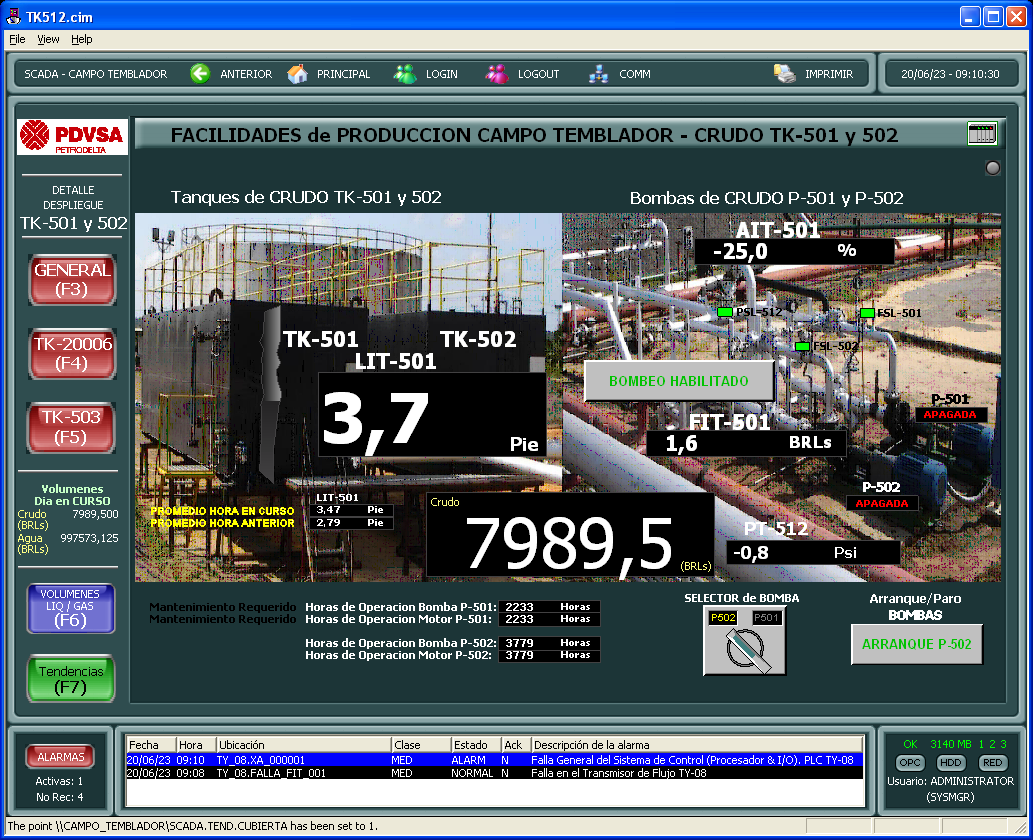 TK512.cim
File View Help
SCADA - CAMPO TEMBLADOR ANTERIOR PRINCIPAL LOGIN LOGOUT COMM IMPRIMIR 20/06/23 - 09:10:30
PDVSA
PETRODELTA
FACILIDADES de PRODUCCION CAMPO TEMBLADOR - CRUDO TK-501 y 502
DETALLE
DESPLIEGUE
TK-501 y 502
GENERAL
(F3)
TK-20006
(F4)
TK-503
(F5)
Volumenes
Dia en CURSO
Crudo 7989,500
(BRLs)
Agua 997573,125
(BRLs)
VOLUMENES
LIQ / GAS
(F6)
Tendencias
(F7)
Tanques de CRUDO TK-501 y 502
TK-501 TK-502
LIT-501
3,7 Pie
LIT-501
PROMEDIO HORA EN CURSO 3,47 Pie
PROMEDIO HORA ANTERIOR 2,79 Pie
Crudo
7989,5 (BRLs)
Bombas de CRUDO P-501 y P-502
AIT-501
-25,0 %
PSL-512 FSL-501
FSL-502
BOMBEO HABILITADO
P-501
APAGADA
FIT-501
1,6 BRLs
P-502
APAGADA
PT-512
-0,8 Psi
Mantenimiento Requerido Horas de Operacion Bomba P-501: 2233 Horas
Mantenimiento Requerido Horas de Operacion Motor P-501: 2233 Horas
Horas de Operacion Bomba P-502: 3779 Horas
Horas de Operacion Motor P-502: 3779 Horas
SELECTOR de BOMBA
P502 P501
Arranque/Paro
BOMBAS
ARRANQUE P-502
ALARMAS
Activas: 1
No Rec: 4
Fecha Hora Ubicación Clase Estado Ack Descripción de la alarma
20/06/23 09:10 TY_08.XA_000001 MED ALARM N Falla General del Sistema de Control (Procesador & I/O). PLC TY-08
20/06/23 09:08 TY_08.FALLA_FIT_001 MED NORMAL N Falla en el Transmisor de Flujo TY-08
OK 3140 MB 1 2 3
OPC HDD RED
Usuario: ADMINISTRATOR
(SYSMGR)
The point \\CAMPO_TEMBLADOR\SCADA.TEND.CUBIERTA has been set to 1.